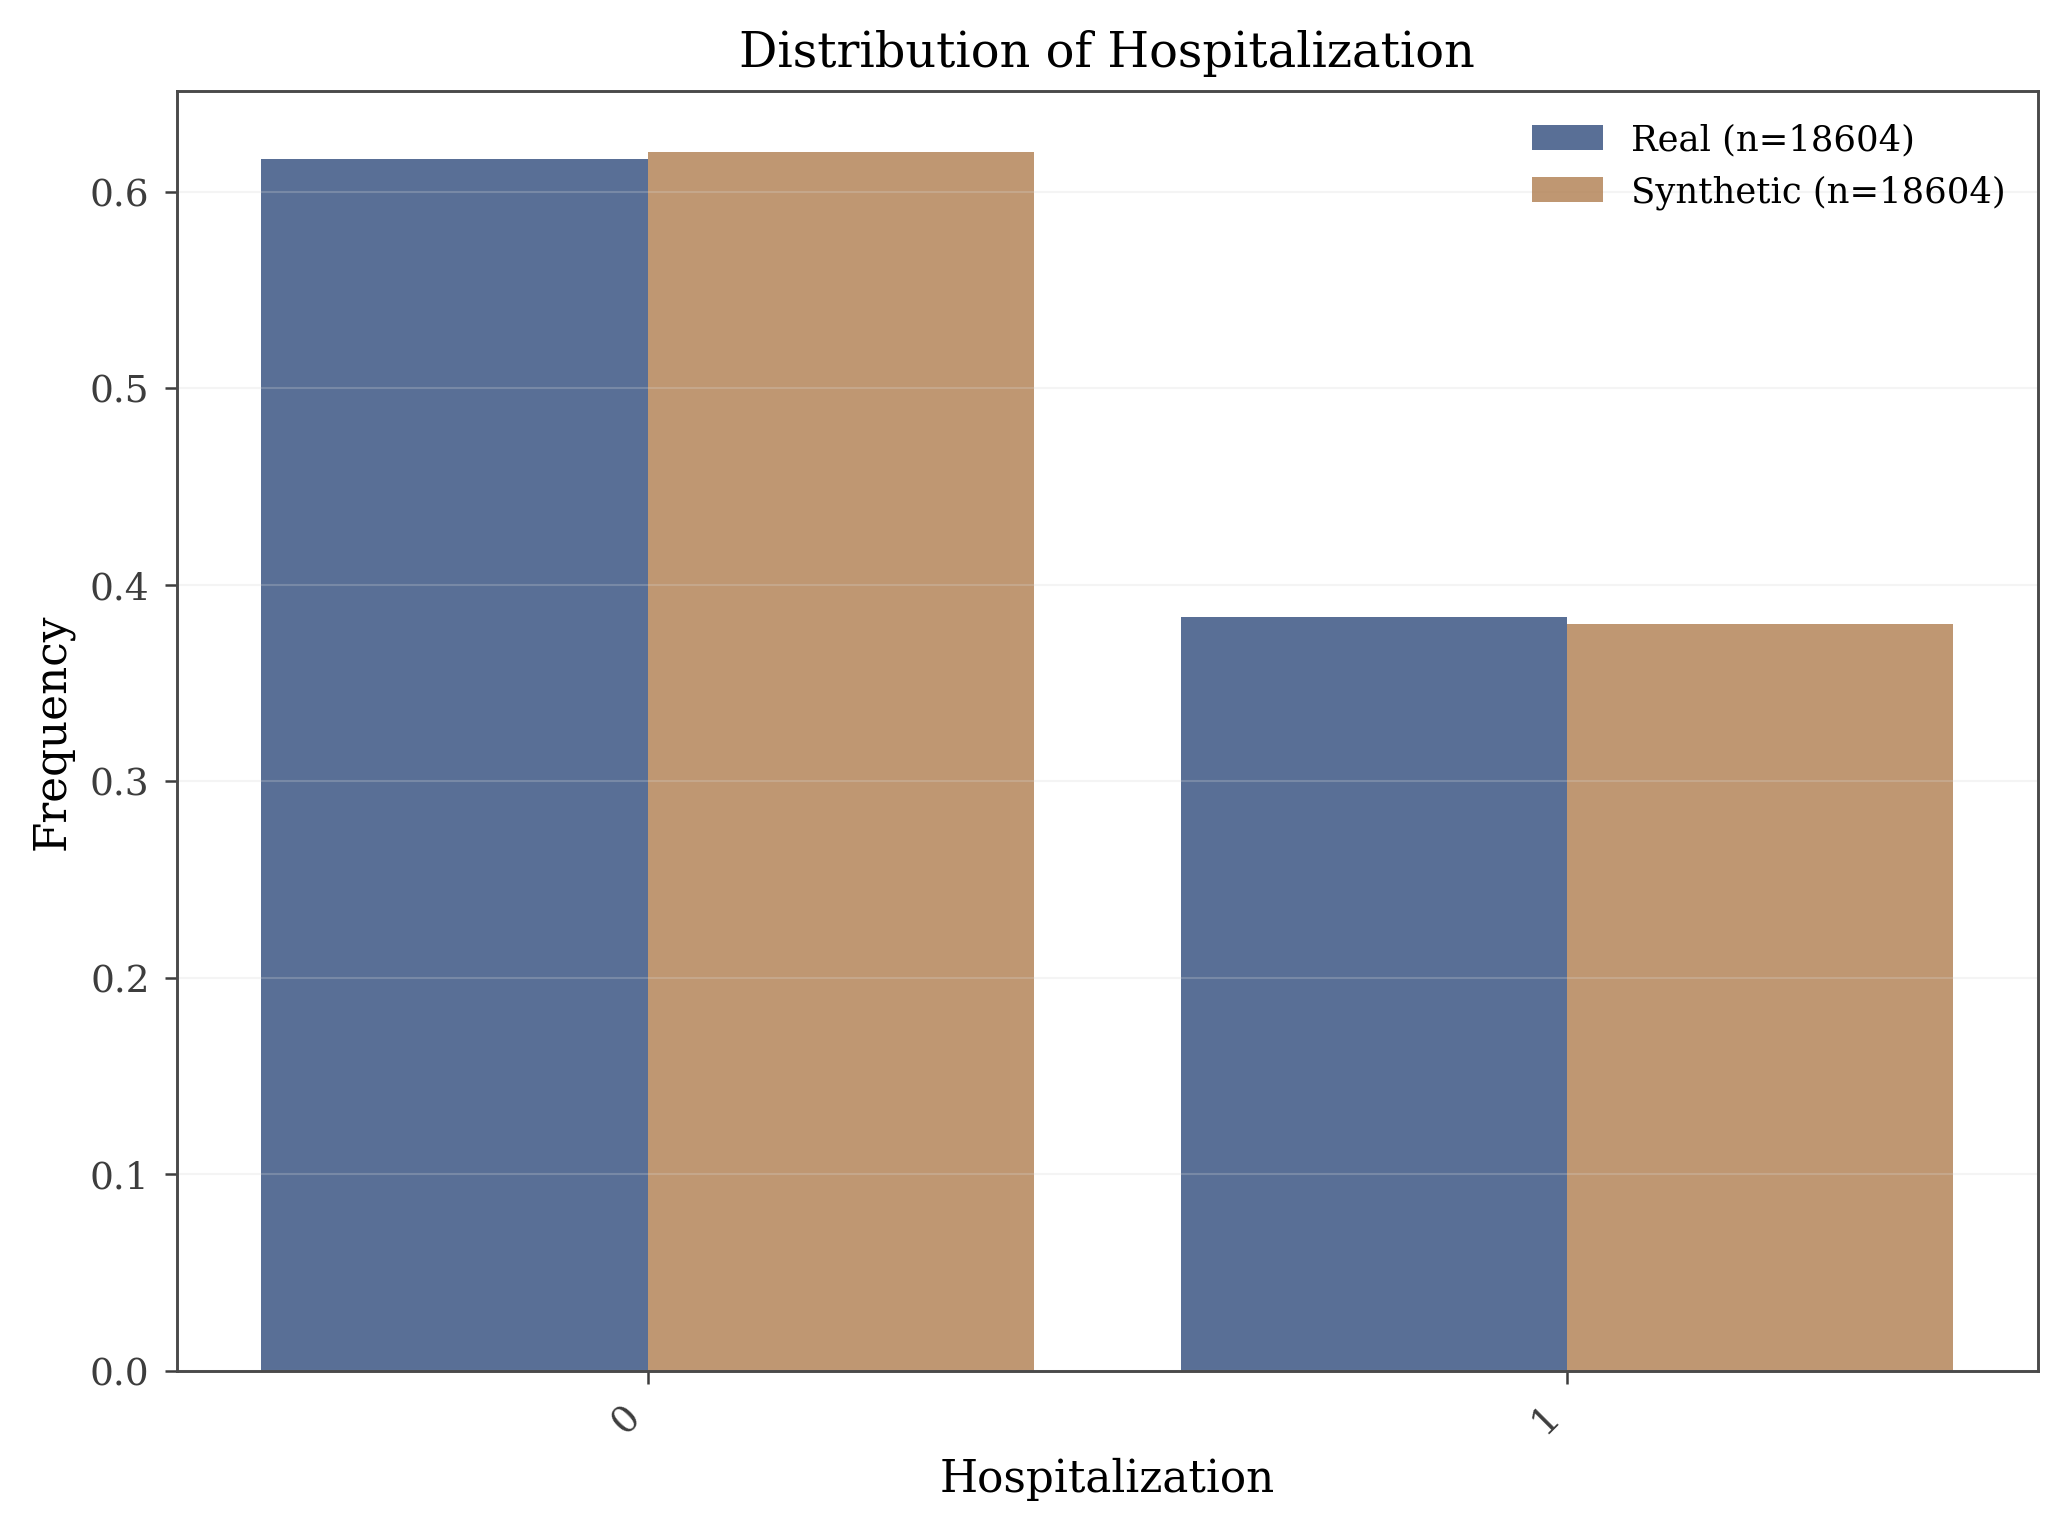 Distribution of Hospitalization
Real (n=18604)
Synthetic (n=18604)
Frequency
0.6
0.5
0.4
0.3
0.2
0.1
0.0
0
1
Hospitalization